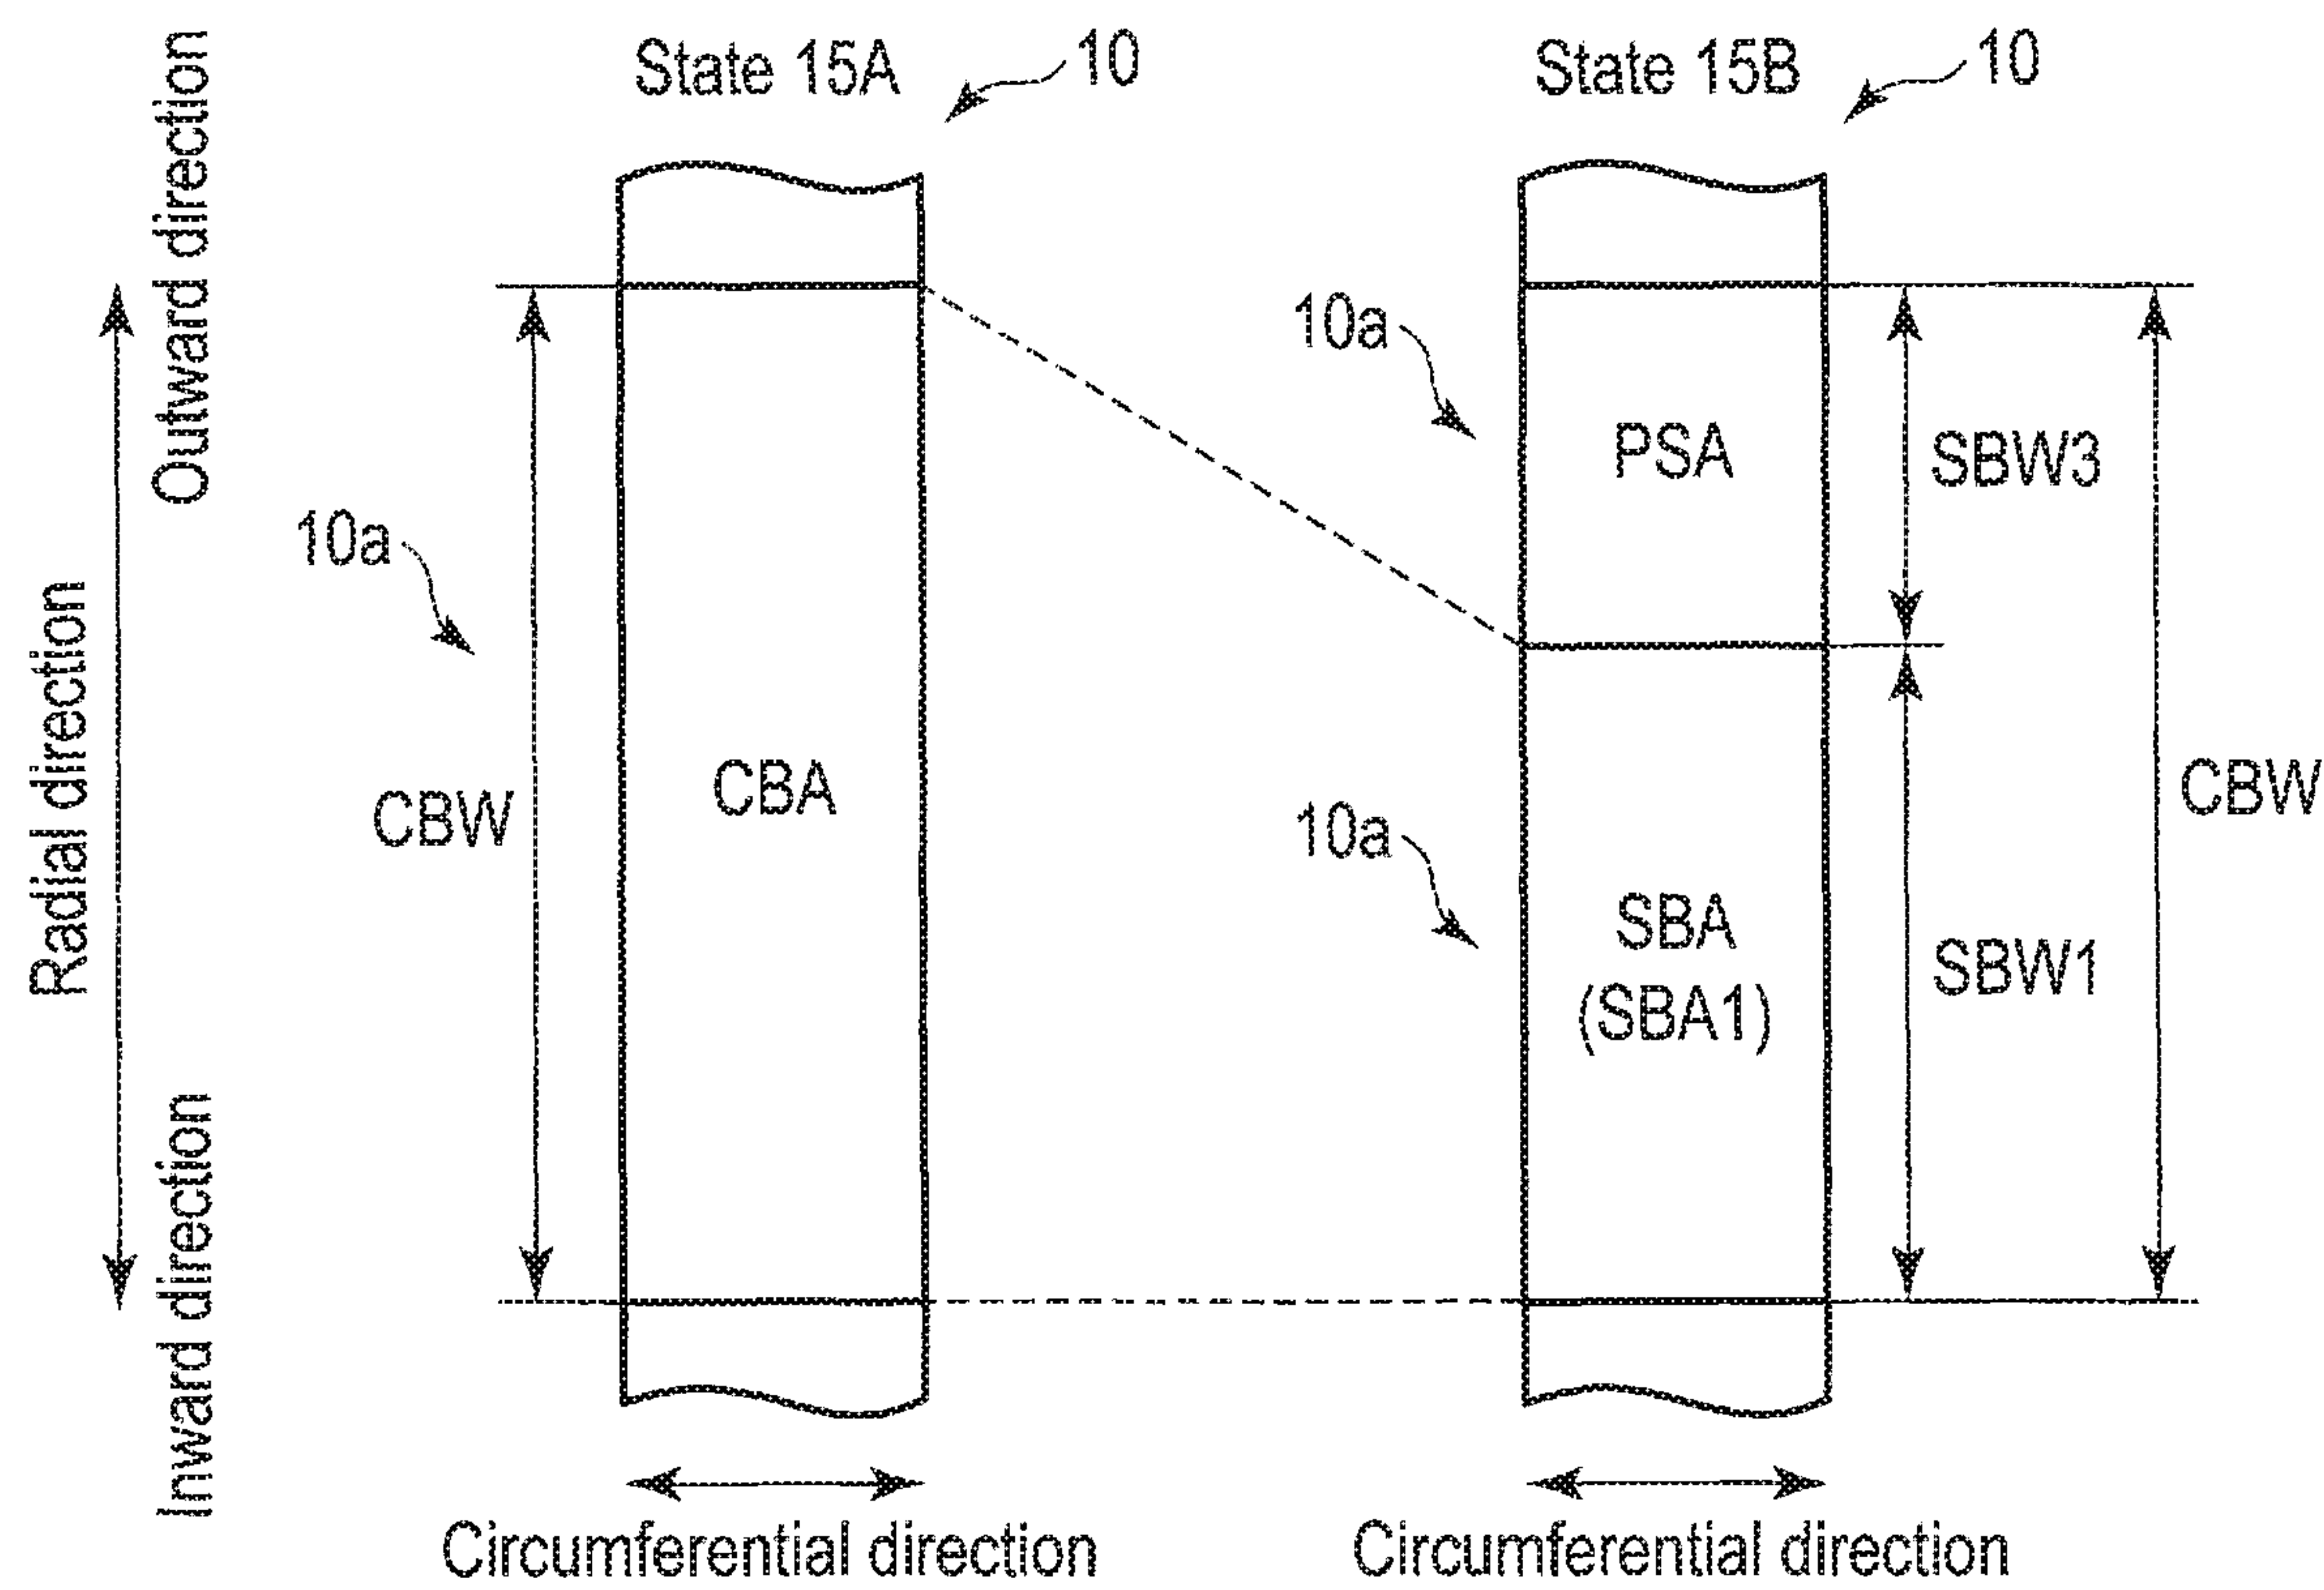 State 15A
10
State 15B
10
Outward direction
Radial direction
Inward direction
10a
CBW
CBA
10a
PSA
SBW3
10a
SBA
(SBA1)
SBW1
CBW
Circumferential direction
Circumferential direction